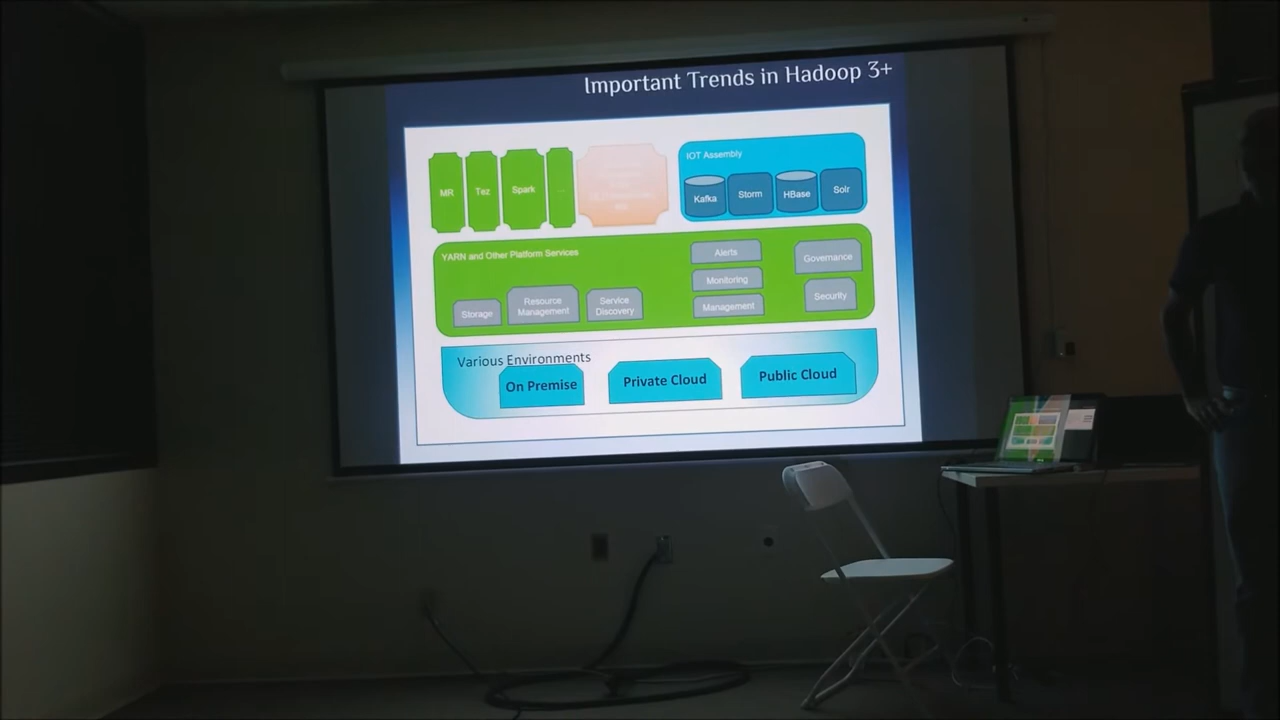 Important Trends in Hadoop 3+
MR
Tez
Spark
...
IOT Assembly
Kafka
Storm
HBase
Solr
YARN and Other Platform Services
Storage
Resource
Management
Service
Discovery
Alerts
Monitoring
Management
Governance
Security
Various Environments
On Premise
Private Cloud
Public Cloud